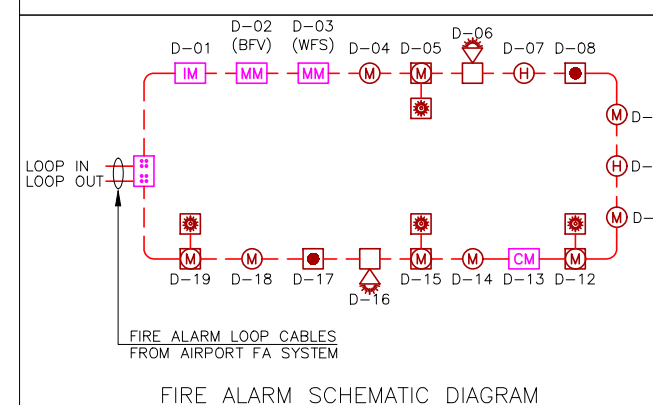 D-01
D-02
(BFV)
D-03
(WFS)
D-04
D-05
D-06
D-07
D-08
IM
MM
MM
M
M
H
M
D-
H
D-
M
D-
LOOP IN
LOOP OUT
M
M
M
M
CM
M
D-19
D-18
D-17
D-16
D-15
D-14
D-13
D-12
FIRE ALARM LOOP CABLES
FROM AIRPORT FA SYSTEM
FIRE ALARM SCHEMATIC DIAGRAM